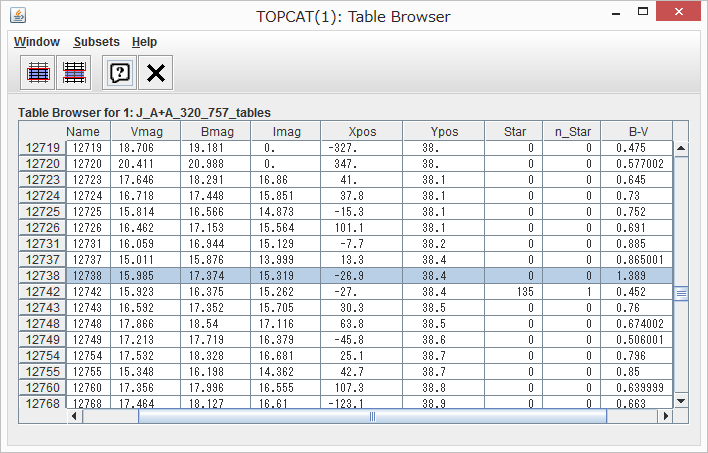 TOPCAT(1): Table Browser
Window Subsets Help
Table Browser for 1: J_A+A_320_757_tables
Name Vmag Bmag Imag Xpos Ypos Star n_Star B-V
12719 12719 18.706 19.181 0. -327. 38. 0 0 0.475
12720 12720 20.411 20.988 0. 347. 38. 0 0 0.577002
12723 12723 17.646 18.291 16.86 41. 38.1 0 0 0.645
12724 12724 16.718 17.448 15.851 37.8 38.1 0 0 0.73
12725 12725 15.814 16.566 14.873 -15.3 38.1 0 0 0.752
12726 12726 16.462 17.153 15.564 101.1 38.1 0 0 0.691
12731 12731 16.059 16.944 15.129 -7.7 38.2 0 0 0.885
12737 12737 15.011 15.876 13.999 13.3 38.4 0 0 0.865001
12738 12738 15.985 17.374 15.319 -26.9 38.4 0 0 1.389
12742 12742 15.923 16.375 15.262 -27. 38.4 135 1 0.452
12743 12743 16.592 17.352 15.705 30.3 38.5 0 0 0.76
12748 12748 17.866 18.54 17.116 63.8 38.5 0 0 0.674002
12749 12749 17.213 17.719 16.379 -45.8 38.6 0 0 0.506001
12754 12754 17.532 18.328 16.681 25.1 38.7 0 0 0.796
12755 12755 15.348 16.198 14.362 42.7 38.7 0 0 0.85
12760 12760 17.356 17.996 16.555 107.3 38.8 0 0 0.639999
12768 12768 17.464 18.127 16.61 -123.1 38.9 0 0 0.663